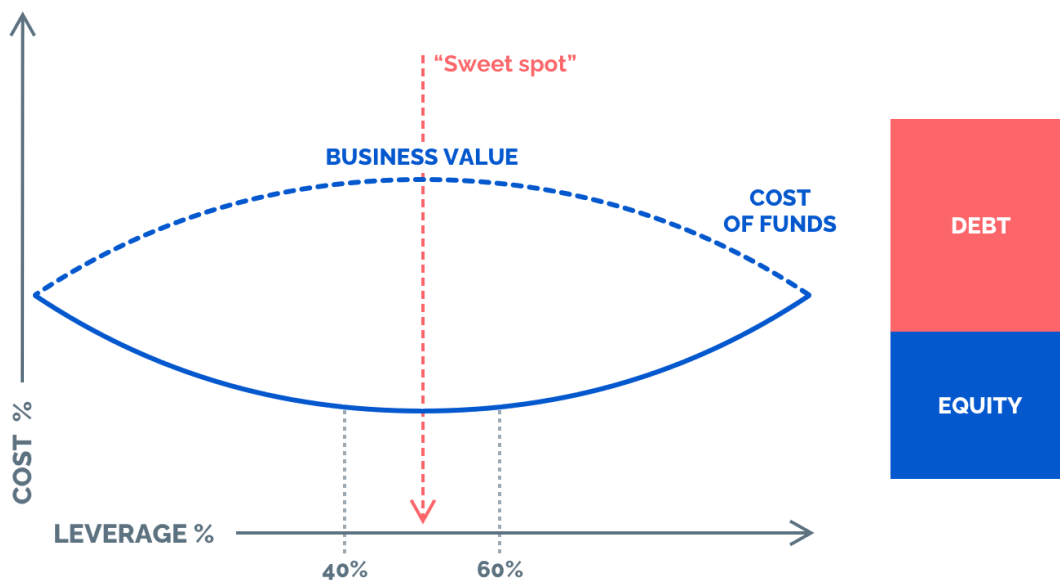 “Sweet spot”
BUSINESS VALUE
COST
OF FUNDS
DEBT
EQUITY
COST %
LEVERAGE %
40%
60%